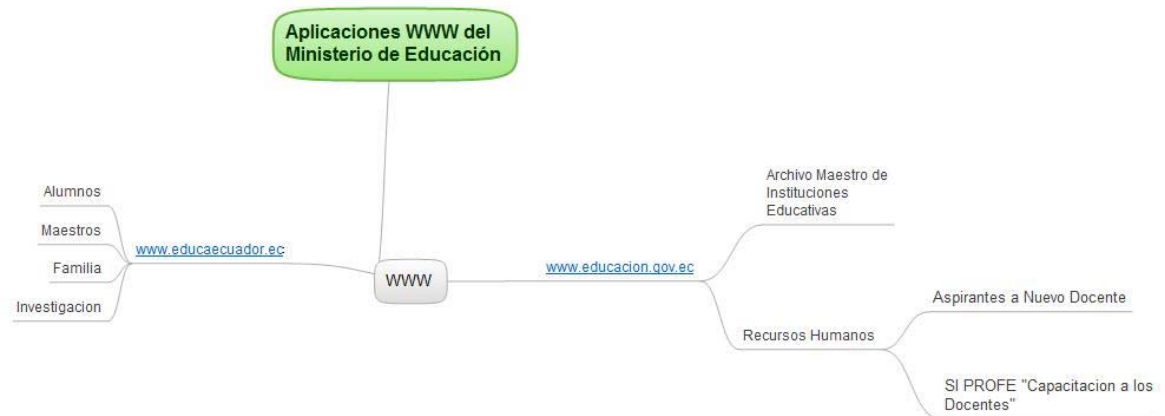 Aplicaciones WWW del
Ministerio de Educación
Alumnos
Maestros
Familia
Investigacion
www.educaecuador.ec
WWW
www.educacion.gov.ec
Archivo Maestro de
Instituciones
Educativas
Recursos Humanos
Aspirantes a Nuevo Docente
SI PROFE "Capacitacion a los
Docentes"